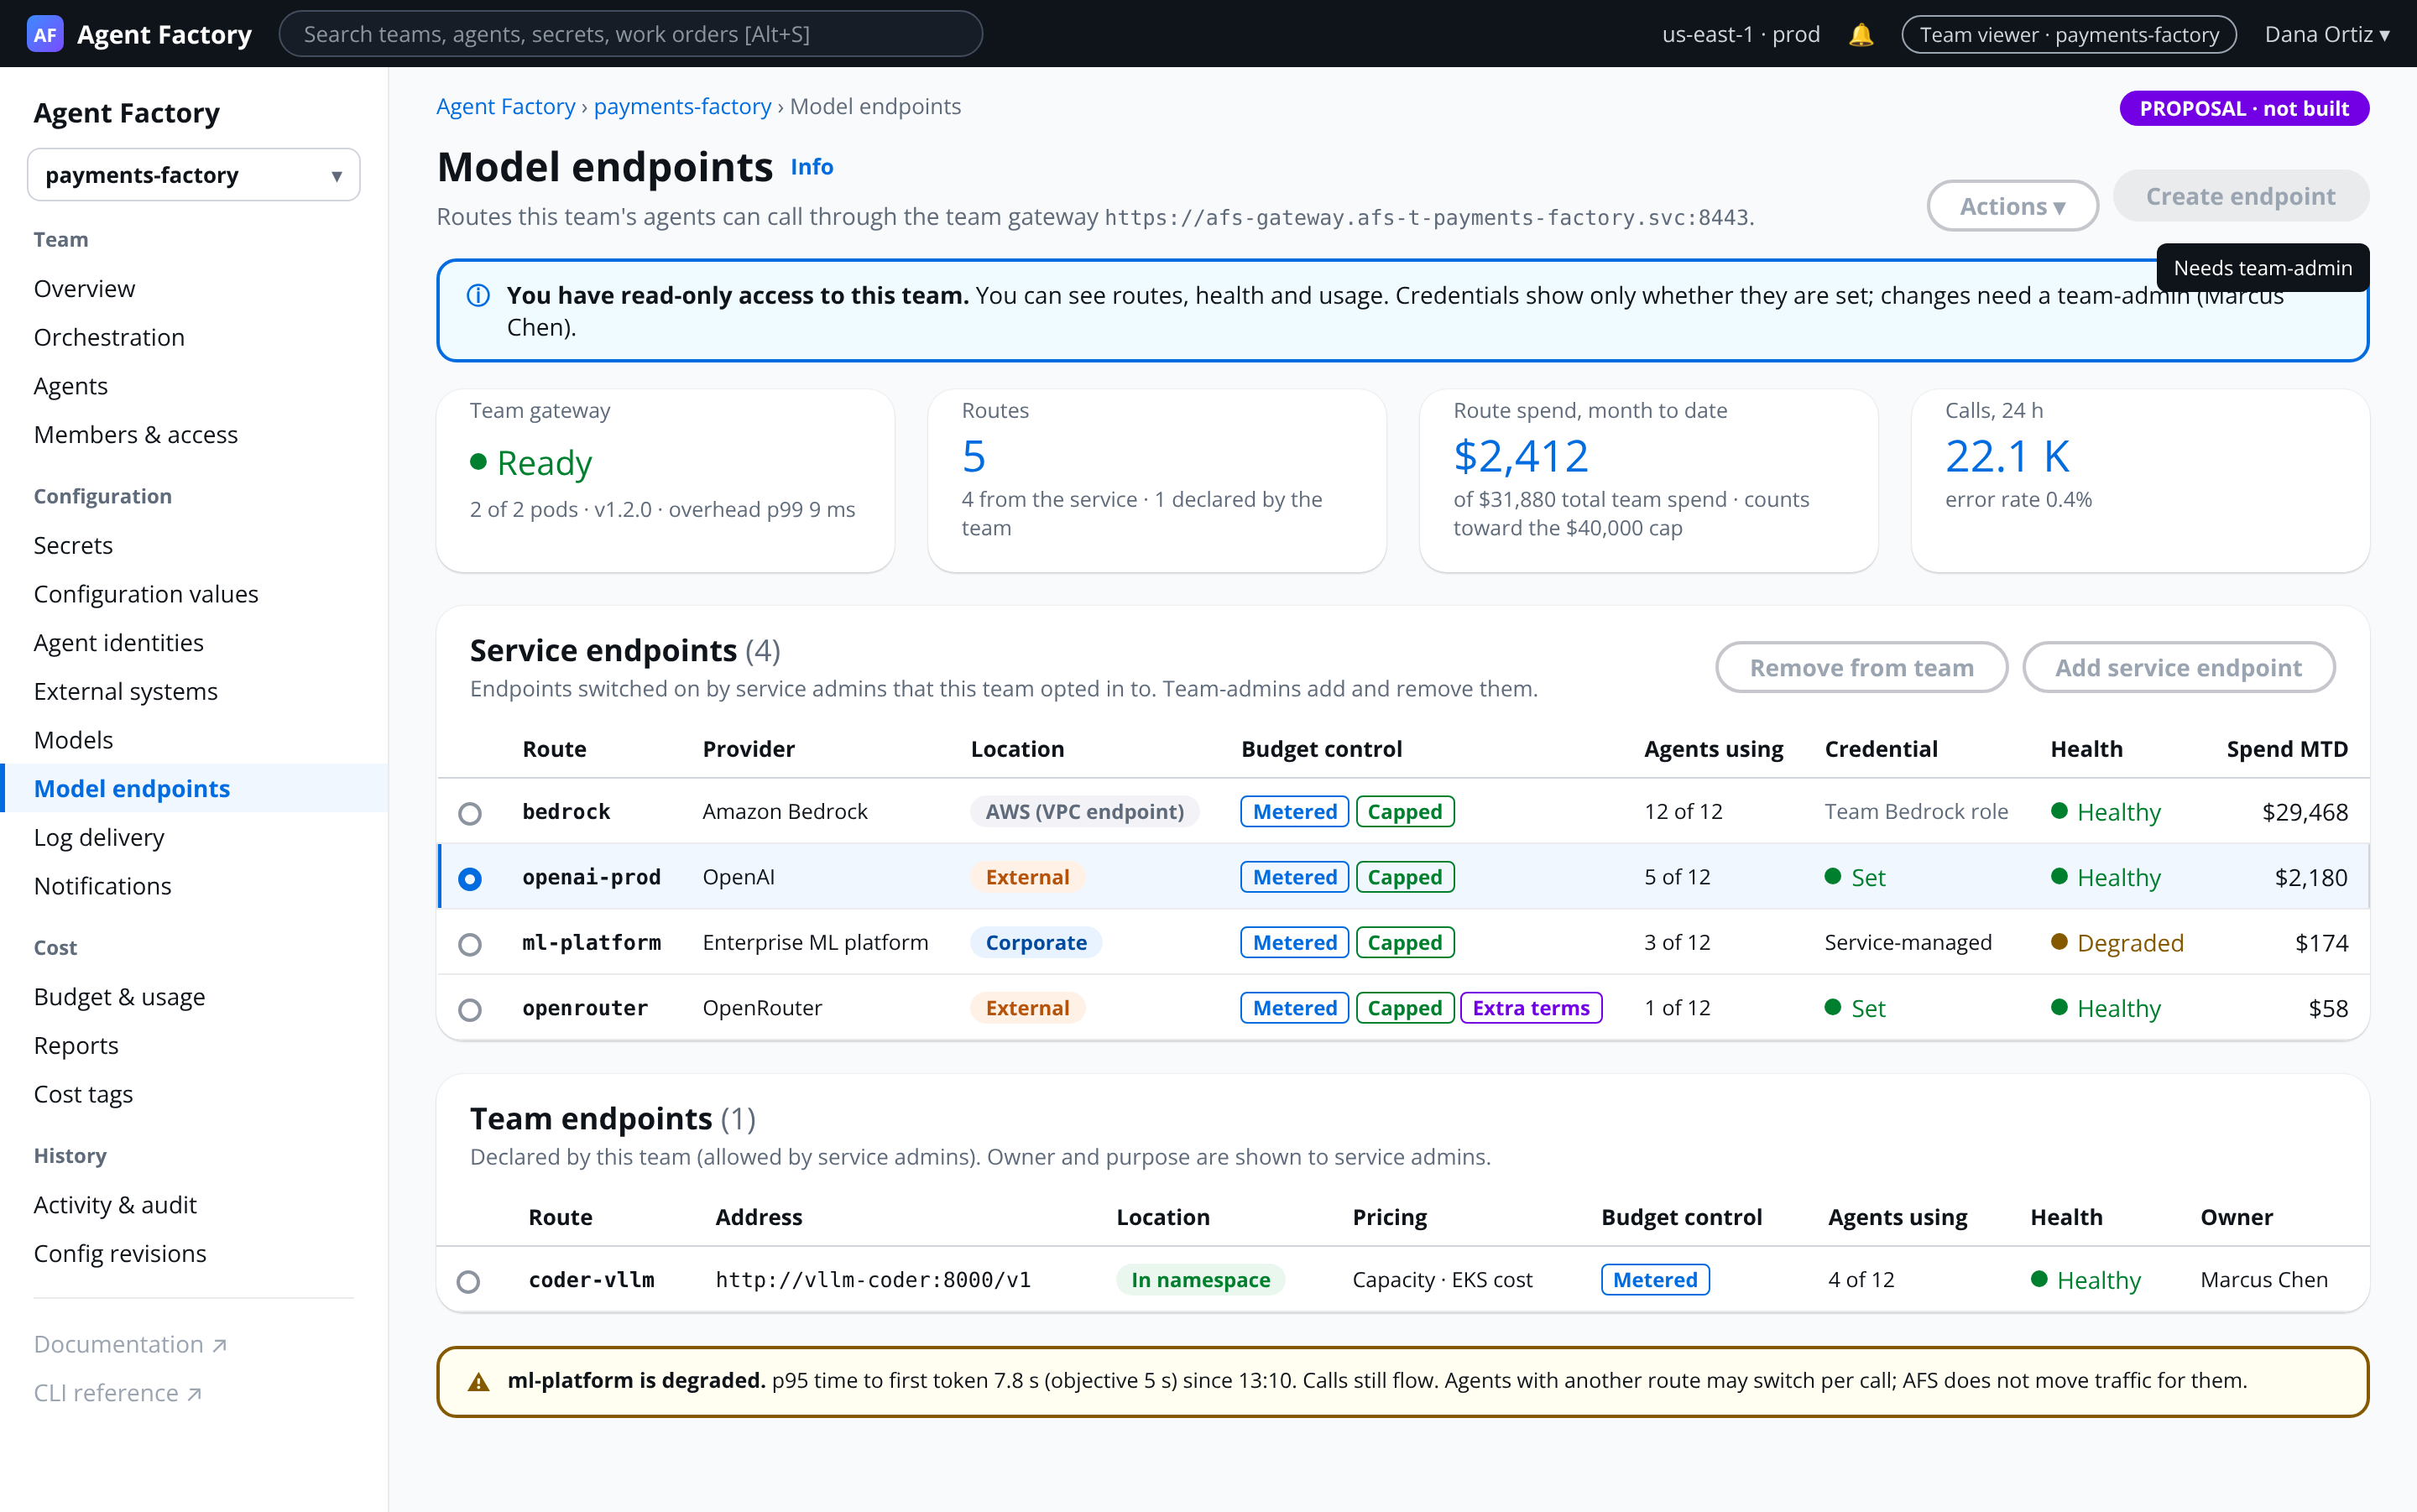 AF Agent Factory
Search teams, agents, secrets, work orders [Alt+S]
us-east-1 · prod
Team viewer · payments-factory
Dana Ortiz ▾
Agent Factory
payments-factory ▾
Team
Overview
Orchestration
Agents
Members & access
Configuration
Secrets
Configuration values
Agent identities
External systems
Models
Model endpoints
Log delivery
Notifications
Cost
Budget & usage
Reports
Cost tags
History
Activity & audit
Config revisions
Documentation ↗
CLI reference ↗
Agent Factory › payments-factory › Model endpoints
PROPOSAL · not built
Model endpoints Info
Routes this team's agents can call through the team gateway https://afs-gateway.afs-t-payments-factory.svc:8443.
Actions ▾
Create endpoint
Needs team-admin
You have read-only access to this team. You can see routes, health and usage. Credentials show only whether they are set; changes need a team-admin (Marcus
Chen).
Team gateway
Ready
2 of 2 pods · v1.2.0 · overhead p99 9 ms
Routes
5
4 from the service · 1 declared by the
team
Route spend, month to date
$2,412
of $31,880 total team spend · counts
toward the $40,000 cap
Calls, 24 h
22.1 K
error rate 0.4%
Service endpoints (4)
Endpoints switched on by service admins that this team opted in to. Team-admins add and remove them.
Remove from team
Add service endpoint
Route Provider Location Budget control Agents using Credential Health Spend MTD
bedrock Amazon Bedrock AWS (VPC endpoint) Metered Capped 12 of 12 Team Bedrock role Healthy $29,468
openai-prod OpenAI External Metered Capped 5 of 12 Set Healthy $2,180
ml-platform Enterprise ML platform Corporate Metered Capped 3 of 12 Service-managed Degraded $174
openrouter OpenRouter External Metered Capped Extra terms 1 of 12 Set Healthy $58
Team endpoints (1)
Declared by this team (allowed by service admins). Owner and purpose are shown to service admins.
Route Address Location Pricing Budget control Agents using Health Owner
coder-vllm http://vllm-coder:8000/v1 In namespace Capacity · EKS cost Metered 4 of 12 Healthy Marcus Chen
ml-platform is degraded. p95 time to first token 7.8 s (objective 5 s) since 13:10. Calls still flow. Agents with another route may switch per call; AFS does not move traffic for them.